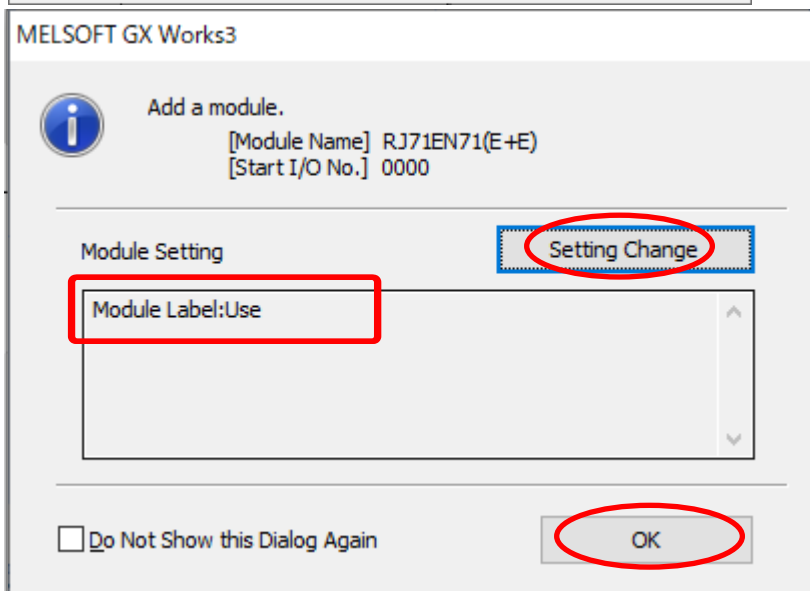 MELSOFT GX Works3
Add a module.
[Module Name] RJ71EN71(E+E)
[Start I/O No.] 0000
Module Setting
Setting Change
Module Label:Use
Do Not Show this Dialog Again
OK